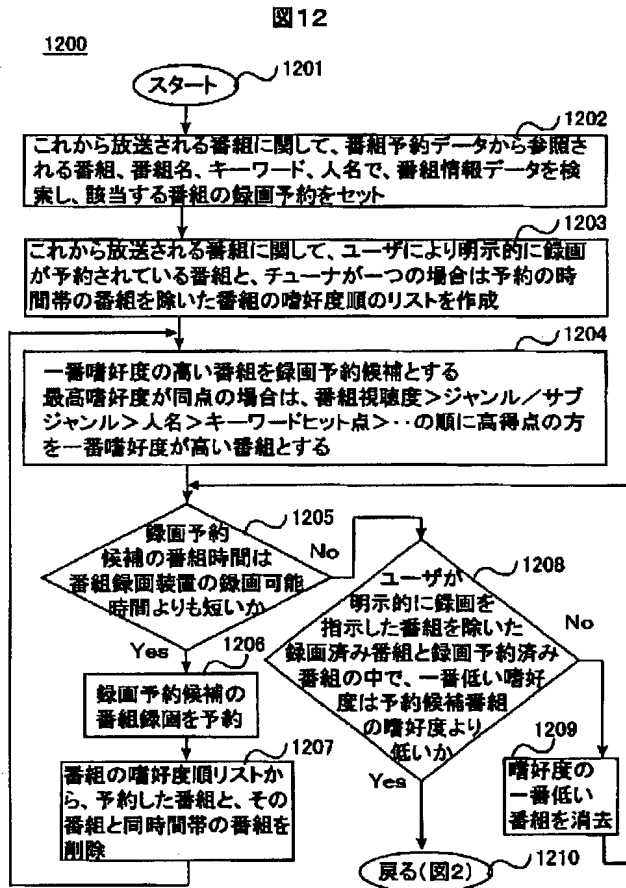 図12
1200
スタート
1201
1202
これから放送される番組に関して、番組予約データから参照さ
れる番組、番組名、キーワード、人名で、番組情報データを検
索し、該当する番組の録画予約をセット
1203
これから放送される番組に関して、ユーザにより明示的に録画
が予約されている番組と、チューナが一つの場合は予約の時
間帯の番組を除いた番組の嗜好度順のリストを作成
1204
一番嗜好度の高い番組を録画予約候補とする
最高嗜好度が同点の場合は、番組視聴度>ジャンル/サブ
ジャンル>人名>キーワードヒット点>‥の順に高得点の方
を一番嗜好度が高い番組とする
1205
録画予約
候補の番組時間は
番組録画装置の録画可能
時間よりも短いか
No
Yes
1206
録画予約候補の
番組録画を予約
1207
番組の嗜好度順リストか
ら、予約した番組と、その
番組と同時間帯の番組を
削除
1208
ユーザが
明示的に録画を
指示した番組を除いた
録画済み番組と録画予約済み
番組の中で、一番低い嗜好
度は予約候補番組
の嗜好度より
低いか
No
Yes
1209
嗜好度の
一番低い
番組を消去
戻る(図2)
1210